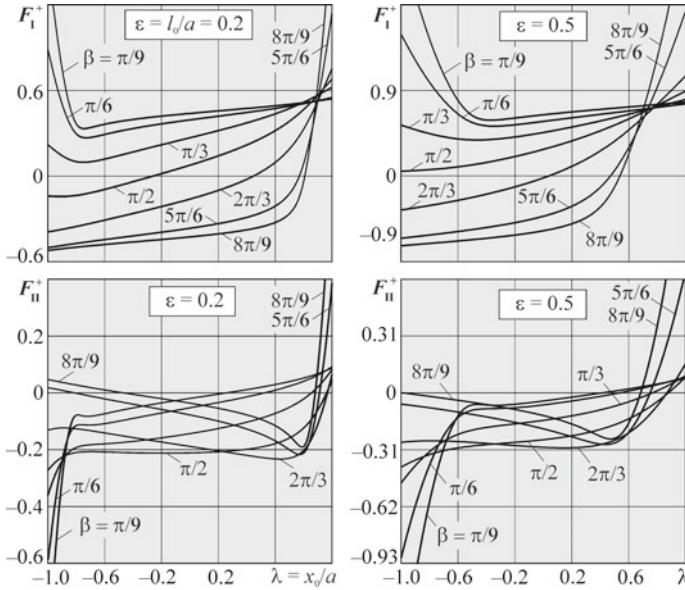 F_I^+
ε = l₀/a = 0.2
8π/9
5π/6
β = π/9
0.6
π/6
π/3
0
π/2
2π/3
5π/6
8π/9
−0.6
F_I^+
ε = 0.5
8π/9
5π/6
β = π/9
0.9
π/6
π/3
π/2
0
2π/3
5π/6
8π/9
−0.9
F_II^+
ε = 0.2
8π/9
5π/6
0.2
8π/9
0
−0.2
π/2
2π/3
π/6
−0.4
β = π/9
−0.6
−1.0 −0.6 −0.2 0.2 λ = x₀/a
F_II^+
ε = 0.5
5π/6
8π/9
0.31
8π/9
π/3
0
−0.31
π/2
2π/3
π/6
−0.62
β = π/9
−0.93
−1.0 −0.6 −0.2 0.2 0.6 λ